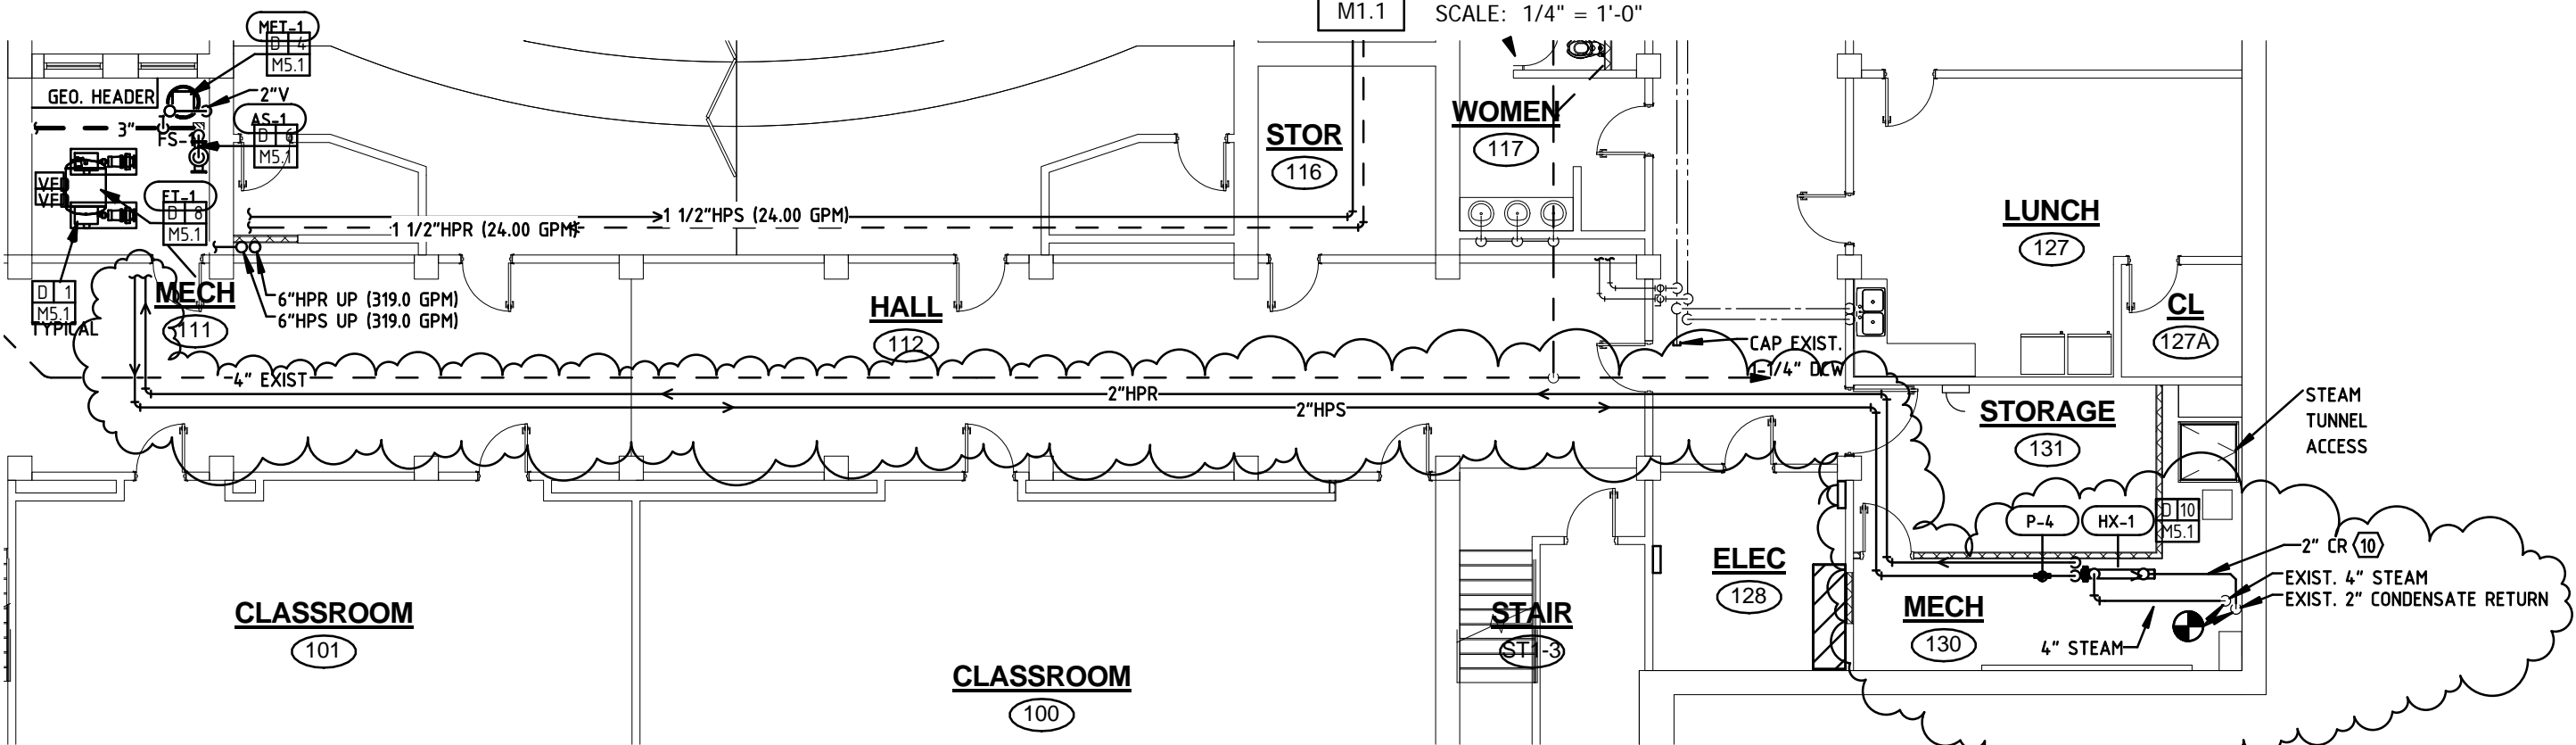 M1.1
SCALE: 1/4" = 1'-0"
MET-1
D 4
M5.1
GEO. HEADER
2"V
AS-1
D 6
M5.1
3"
VFD
VFD
D 8
M5.1
D 1
M5.1
TYPICAL
MECH
111
6"HPR UP (319.0 GPM)
6"HPS UP (319.0 GPM)
1 1/2"HPS (24.00 GPM)
1 1/2"HPR (24.00 GPM)
STOR
116
WOMEN
117
LUNCH
127
CL
127A
HALL
112
CAP EXIST.
1-1/4" DCW
4" EXIST
2"HPR
2"HPS
STORAGE
131
STEAM
TUNNEL
ACCESS
P-4
HX-1
D 10
M5.1
2" CR 10
EXIST. 4" STEAM
EXIST. 2" CONDENSATE RETURN
4" STEAM
MECH
130
ELEC
128
STAIR
ST1-3
CLASSROOM
101
CLASSROOM
100